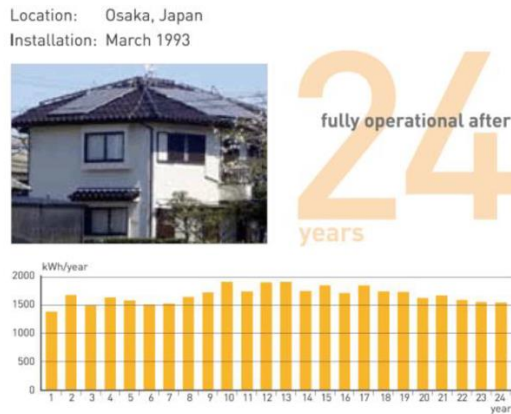 Location: Osaka, Japan
Installation: March 1993
24
fully operational after
years
kWh/year
2000
1500
1000
500
0
1 2 3 4 5 6 7 8 9 10 11 12 13 14 15 16 17 18 19 20 21 22 23 24
year